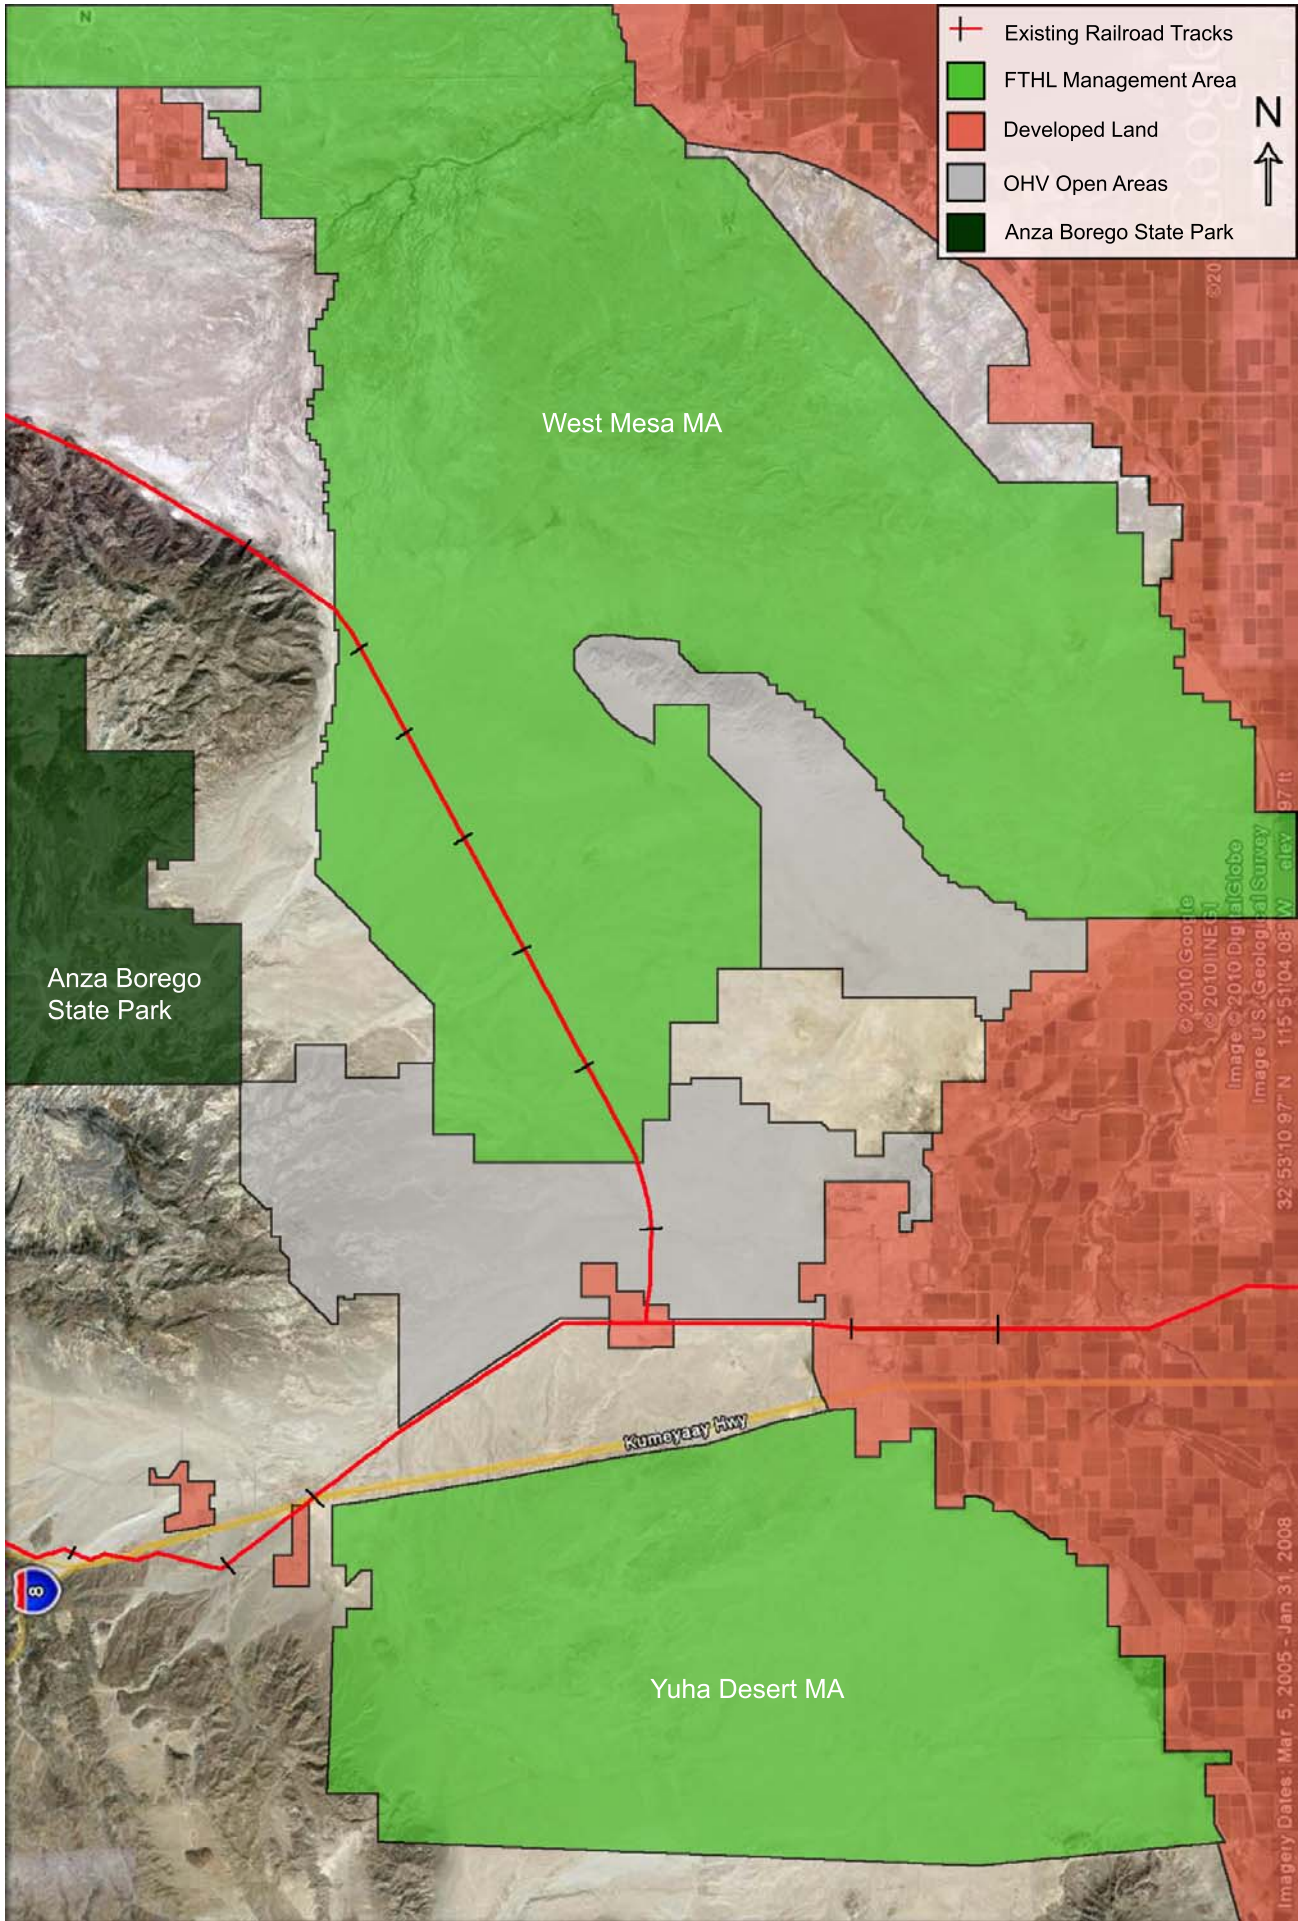 N
Existing Railroad Tracks
FTHL Management Area
Developed Land
OHV Open Areas
Anza Borego State Park
N
Google
West Mesa MA
Anza Borego
State Park
© 2010 Google
© 2010 INEGI
Image © 2010 DigitalGlobe
Image U.S. Geological Survey
32°53'10.97" N 115°51'04.08" W elev 97 ft
Kumeyaay Hwy
8
Yuha Desert MA
Imagery Dates: Mar 5, 2005 - Jan 31, 2008